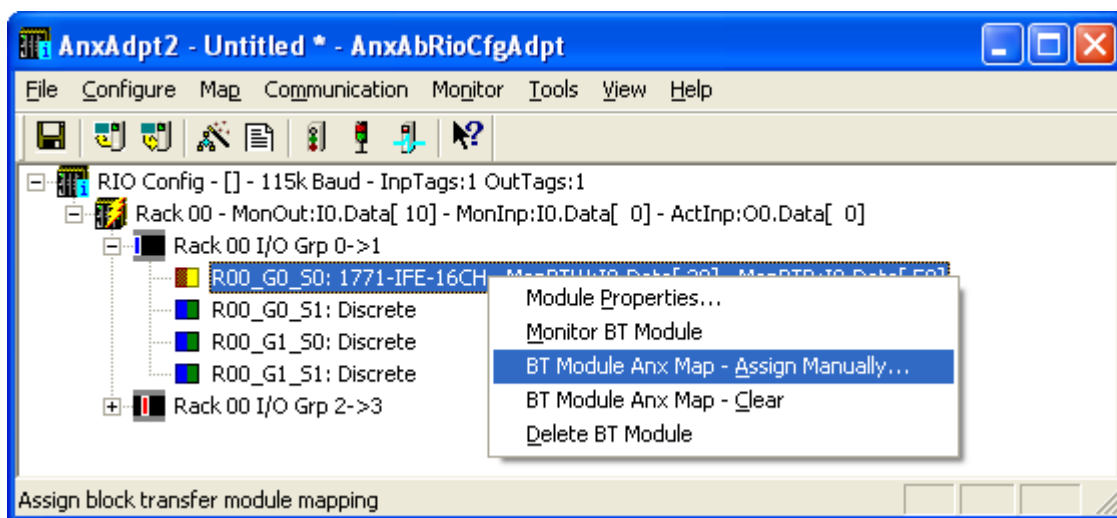 AnxAdpt2 - Untitled * - AnxAbRioCfgAdpt
File Configure Map Communication Monitor Tools View Help
RIO Config - [] - 115k Baud - InpTags:1 OutTags:1
Rack 00 - MonOut:I0.Data[ 10] - MonInp:I0.Data[ 0] - ActInp:O0.Data[ 0]
Rack 00 I/O Grp 0->1
R00_G0_S0: 1771-IFE-16CH
R00_G0_S1: Discrete
R00_G1_S0: Discrete
R00_G1_S1: Discrete
Rack 00 I/O Grp 2->3
Module Properties...
Monitor BT Module
BT Module Anx Map - Assign Manually...
BT Module Anx Map - Clear
Delete BT Module
Assign block transfer module mapping